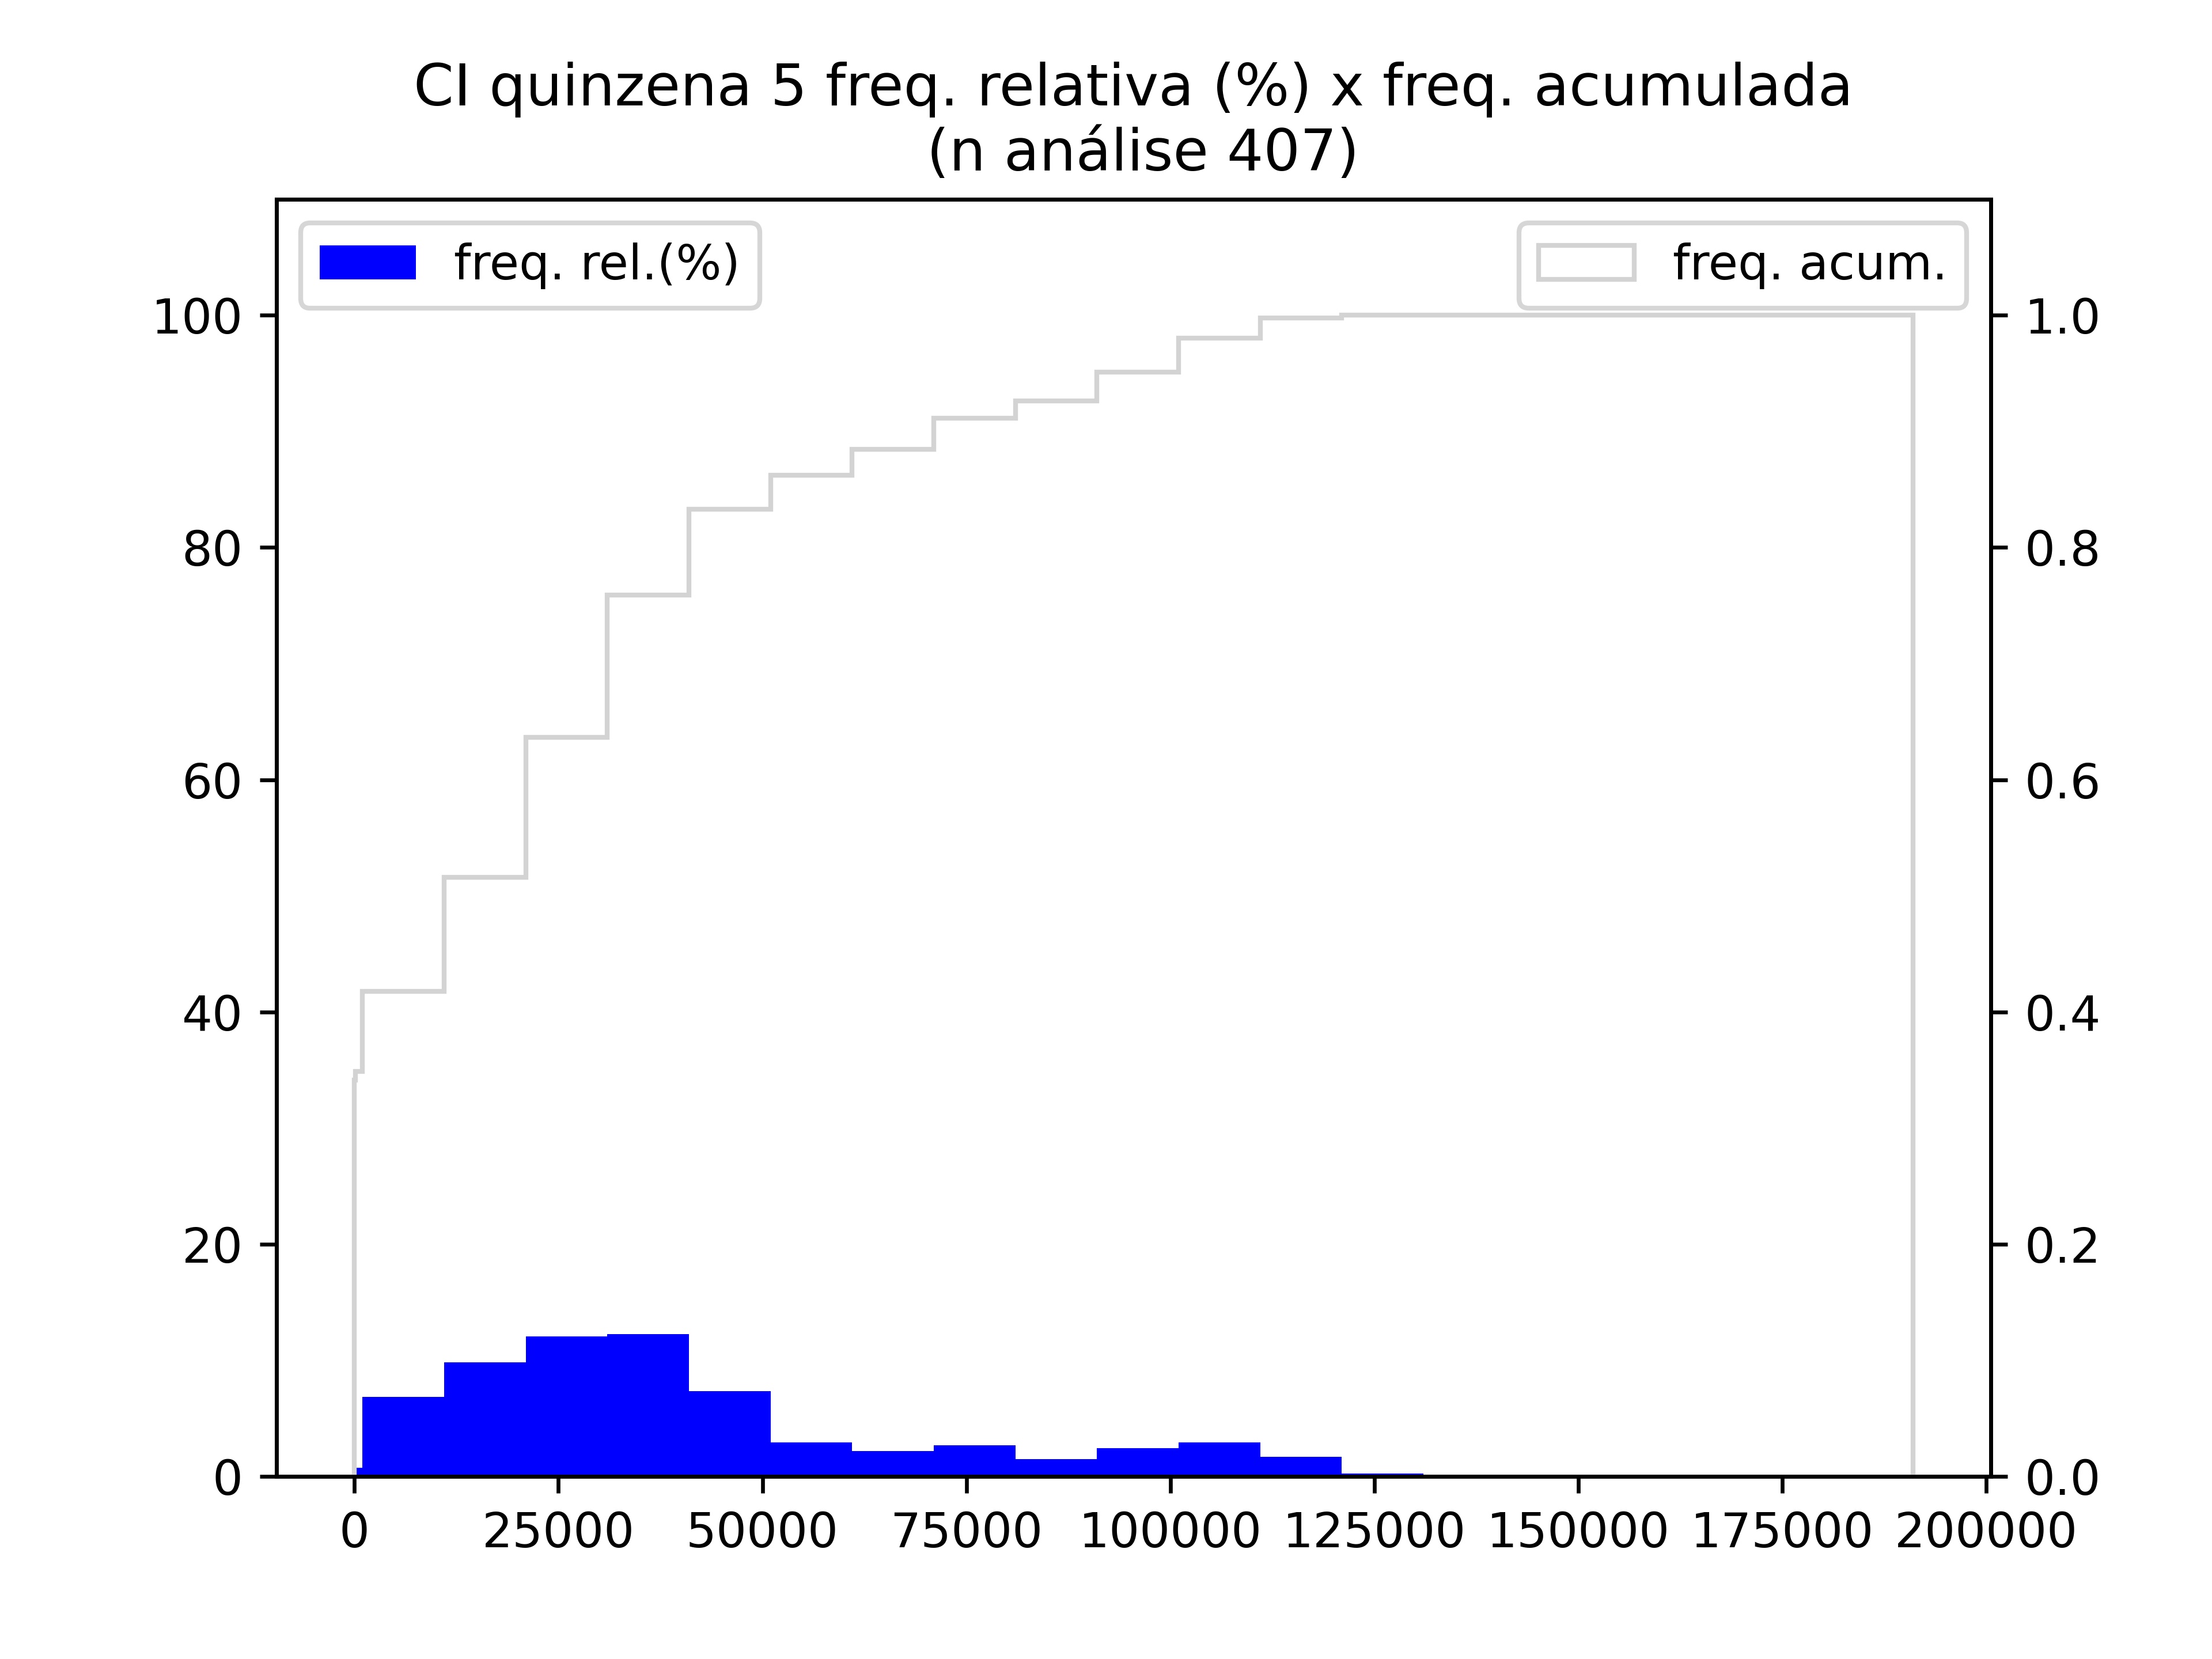 CI quinzena 5 freq. relativa (%) x freq. acumulada
(n análise 407)
freq. rel.(%)
freq. acum.
100
80
60
40
20
0
1.0
0.8
0.6
0.4
0.2
0.0
0 25000 50000 75000 100000 125000 150000 175000 200000